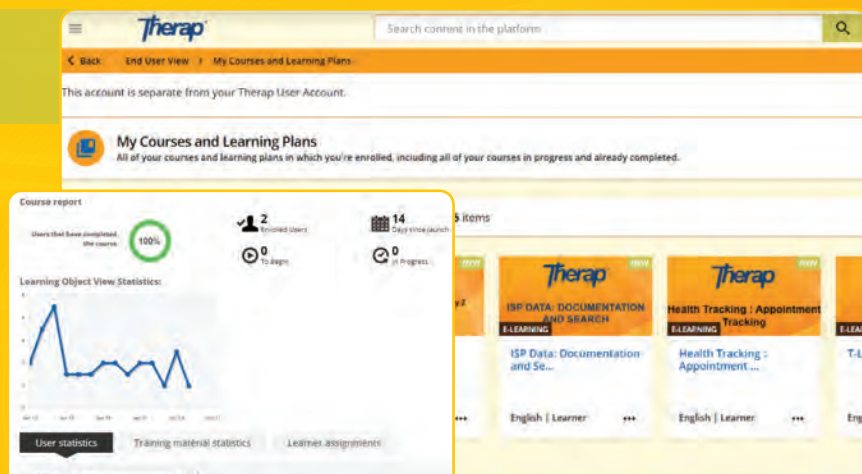 Therap
Search content in the platform
Back End User View My Courses and Learning Plans
This account is separate from your Therap User Account.
My Courses and Learning Plans
All of your courses and learning plans in which you're enrolled, including all of your courses in progress and already completed.
Course report
Users that have completed the course
100%
2
Enrolled Users
14
Days since launch
0
To Begin
0
In Progress
Learning Object View Statistics:
User statistics Training material statistics Learner assignments
items
new
Therap
new
ISP DATA: DOCUMENTATION
AND SEARCH
E-LEARNING
ISP Data: Documentation
and Se...
English | Learner
Therap
new
Health Tracking : Appointment
Tracking
E-LEARNING
Health Tracking :
Appointment ...
English | Learner
E-LE
T-L
Eng